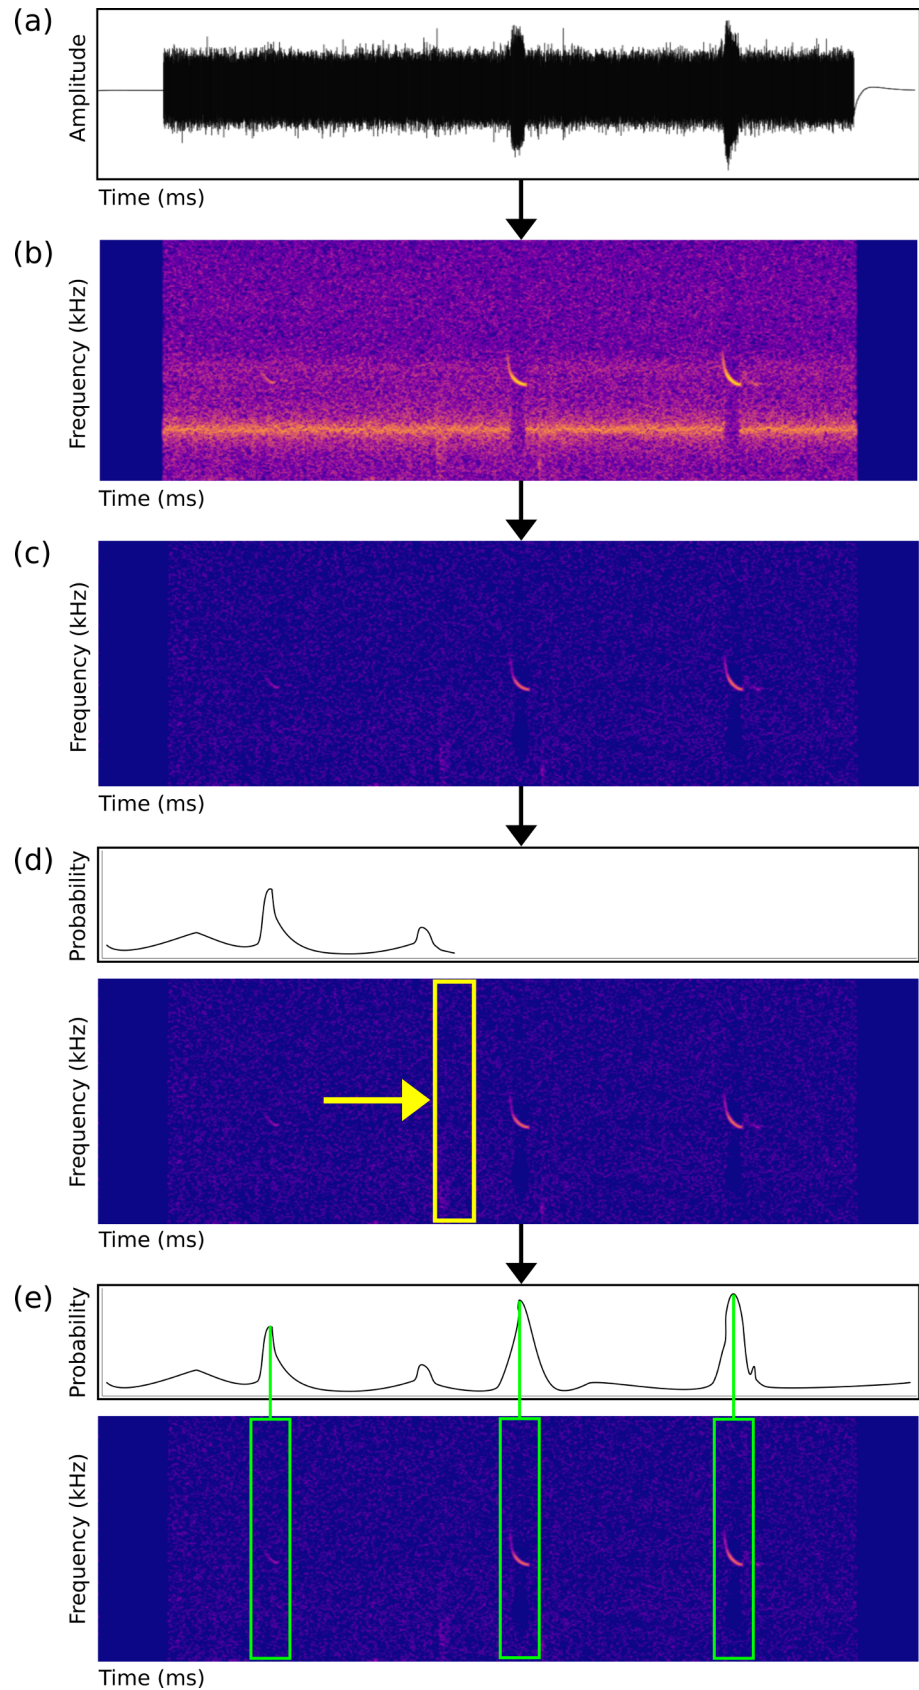 (a)
Amplitude
Time (ms)
(b)
Frequency (kHz)
Time (ms)
(c)
Frequency (kHz)
Time (ms)
(d)
Probability
Frequency (kHz)
Time (ms)
(e)
Probability
Frequency (kHz)
Time (ms)